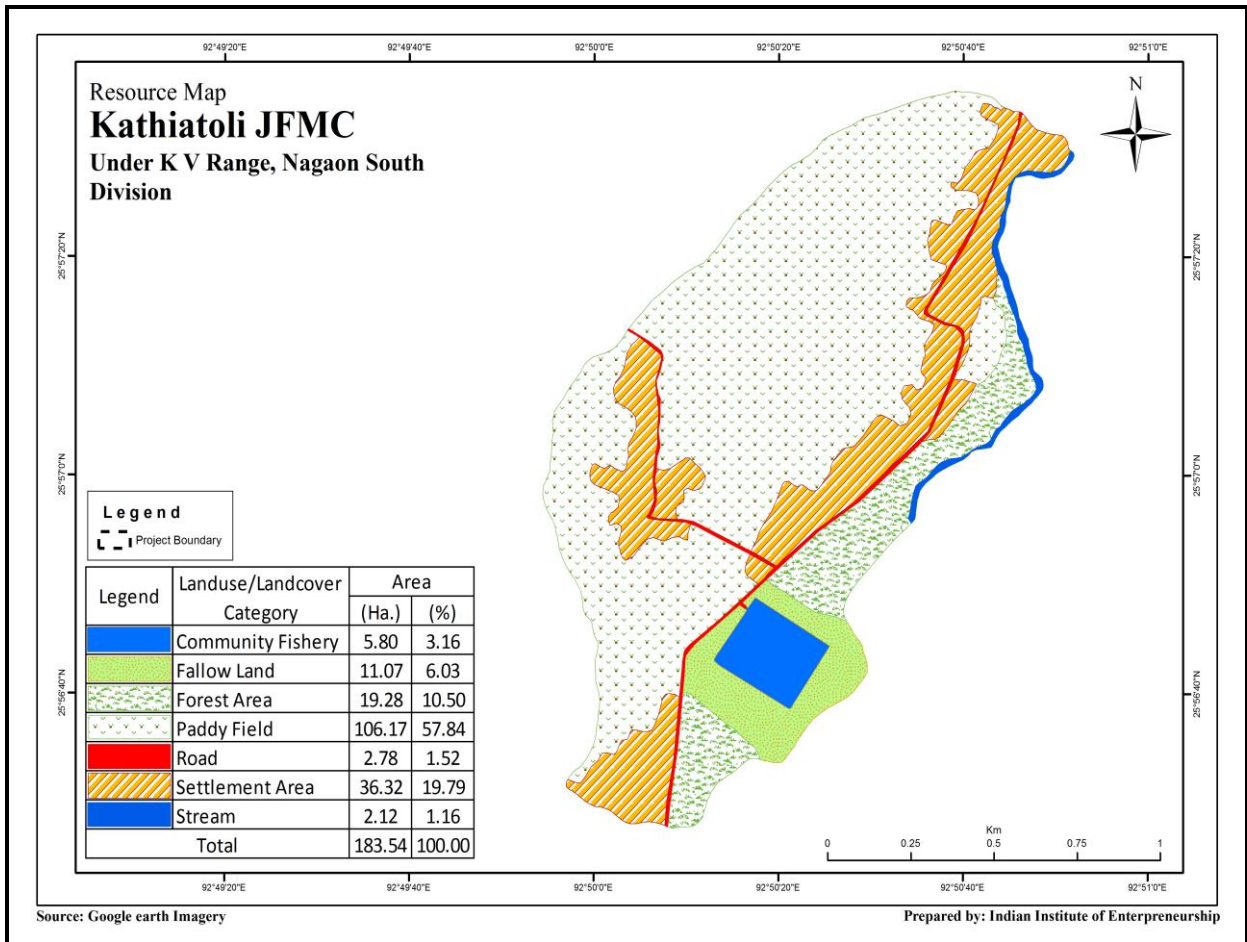 92°49'20"E 92°49'40"E 92°50'0"E 92°50'20"E 92°50'40"E 92°51'0"E
Resource Map
Kathiatoli JFMC
Under K V Range, Nagaon South
Division
N
25°57'20"N 25°57'20"N
25°57'0"N 25°57'0"N
25°56'40"N 25°56'40"N
Legend
Project Boundary
Legend Landuse/Landcover Category Area
(Ha.) (%)
Community Fishery 5.80 3.16
Fallow Land 11.07 6.03
Forest Area 19.28 10.50
Paddy Field 106.17 57.84
Road 2.78 1.52
Settlement Area 36.32 19.79
Stream 2.12 1.16
Total 183.54 100.00
Km
0 0.25 0.5 0.75 1
92°49'20"E 92°49'40"E 92°50'0"E 92°50'20"E 92°50'40"E 92°51'0"E
Source: Google earth Imagery
Prepared by: Indian Institute of Enterpreneurship